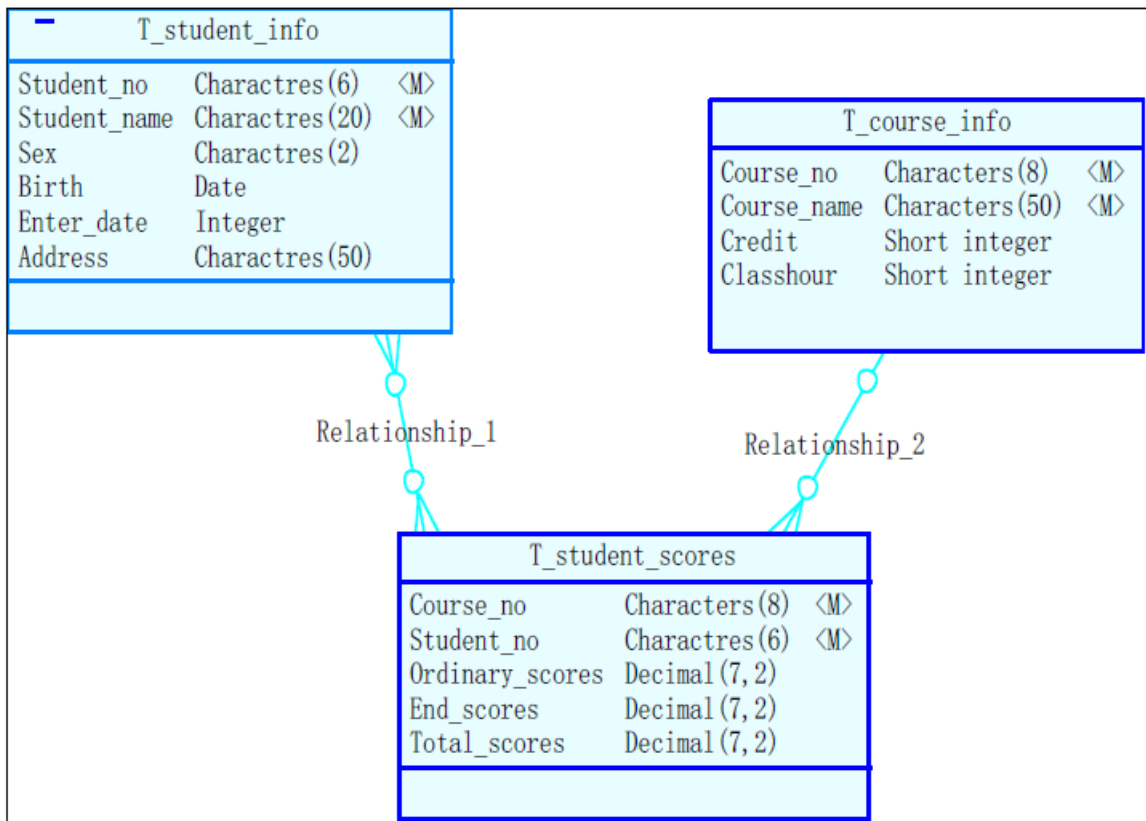 T_student_info
Student_no Charactres(6) <M>
Student_name Charactres(20) <M>
Sex Charactres(2)
Birth Date
Enter_date Integer
Address Charactres(50)
T_course_info
Course_no Characters(8) <M>
Course_name Characters(50) <M>
Credit Short integer
Classhour Short integer
Relationship_1
Relationship_2
T_student_scores
Course_no Characters(8) <M>
Student_no Charactres(6) <M>
Ordinary_scores Decimal(7,2)
End_scores Decimal(7,2)
Total_scores Decimal(7,2)